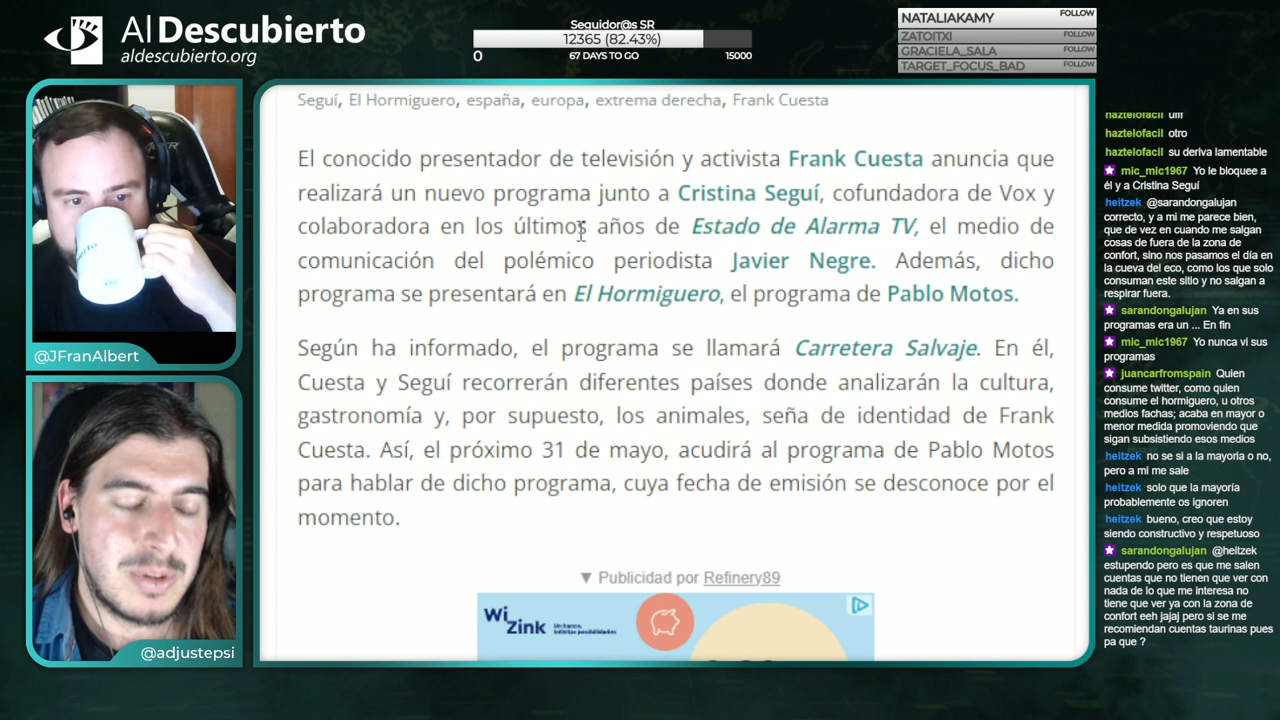 Al Descubierto
aldescubierto.org
Seguidor@s SR
12365 (82.43%)
0
67 DAYS TO GO
15000
NATALIAKAMY FOLLOW
ZATOITXI FOLLOW
GRACIELA_SALA FOLLOW
TARGET_FOCUS_BAD FOLLOW
@JFranAlbert
@adjustepsi
Seguí, El Hormiguero, españa, europa, extrema derecha, Frank Cuesta
El conocido presentador de televisión y activista Frank Cuesta anuncia que
realizará un nuevo programa junto a Cristina Seguí, cofundadora de Vox y
colaboradora en los últimos años de Estado de Alarma TV, el medio de
comunicación del polémico periodista Javier Negre. Además, dicho
programa se presentará en El Hormiguero, el programa de Pablo Motos.
Según ha informado, el programa se llamará Carretera Salvaje. En él,
Cuesta y Seguí recorrerán diferentes países donde analizarán la cultura,
gastronomía y, por supuesto, los animales, seña de identidad de Frank
Cuesta. Así, el próximo 31 de mayo, acudirá al programa de Pablo Motos
para hablar de dicho programa, cuya fecha de emisión se desconoce por el
momento.
▼ Publicidad por Refinery89
Wi
Zink
Un banco.
Infinitas posibilidades
haztelofacil ufff
haztelofacil otro
haztelofacil su deriva lamentable
mic_mic1967 Yo le bloquee a
él y a Cristina Seguí
heitzek @sarandongalujan
correcto, y a mi me parece bien,
que de vez en cuando me salgan
cosas de fuera de la zona de
confort, sino nos pasamos el día en
la cueva del eco, como los que solo
consuman este sitio y no salgan a
respirar fuera.
sarandongalujan Ya en sus
programas era un ... En fin
mic_mic1967 Yo nunca vi sus
programas
juancarfromspain Quien
consume twitter, como quien
consume el hormiguero, u otros
medios fachas; acaba en mayor o
menor medida promoviendo que
sigan subsistiendo esos medios
heitzek no se si a la mayoria o no,
pero a mi me sale
heitzek solo que la mayoría
probablemente os ignoren
heitzek bueno, creo que estoy
siendo constructivo y respetuoso
sarandongalujan @heitzek
estupendo pero es que me salen
cuentas que no tienen que ver con
nada de lo que me interesa no
tiene que ver ya con la zona de
confort eeh jajaj pero si se me
recomiendan cuentas taurinas pues
pa que ?